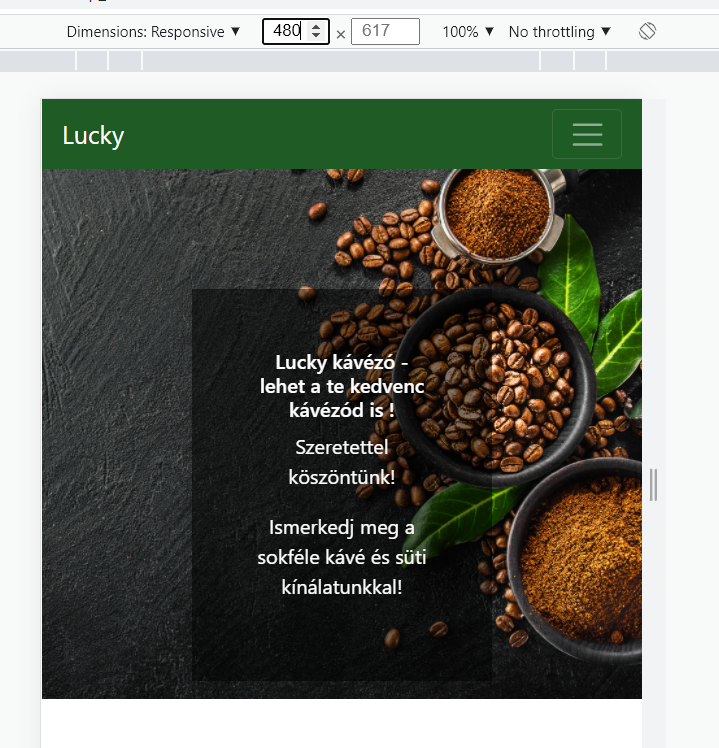 Dimensions: Responsive ▼ 480 × 617 100% ▼ No throttling ▼
Lucky
Lucky kávézó -
lehet a te kedvenc
kávézód is !
Szeretettel
köszöntünk!
Ismerkedj meg a
sokféle kávé és süti
kínálatunkkal!